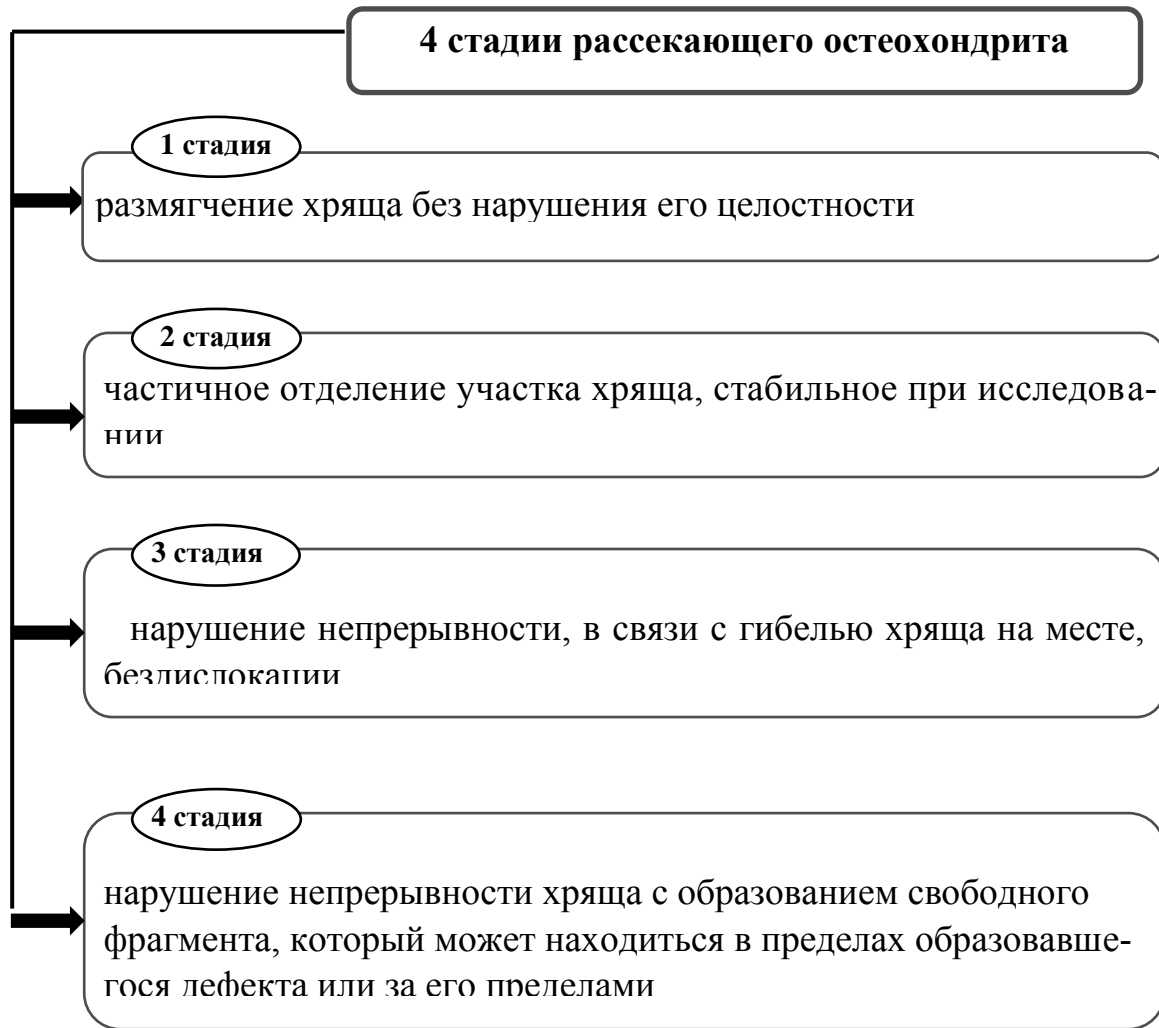 4 стадии рассекающего остеохондрита
1 стадия
размягчение хряща без нарушения его целостности
2 стадия
частичное отделение участка хряща, стабильное при исследова-
нии
3 стадия
нарушение непрерывности, в связи с гибелью хряща на месте,
бездислокации
4 стадия
нарушение непрерывности хряща с образованием свободного
фрагмента, который может находиться в пределах образовавше-
гося дефекта или за его пределами